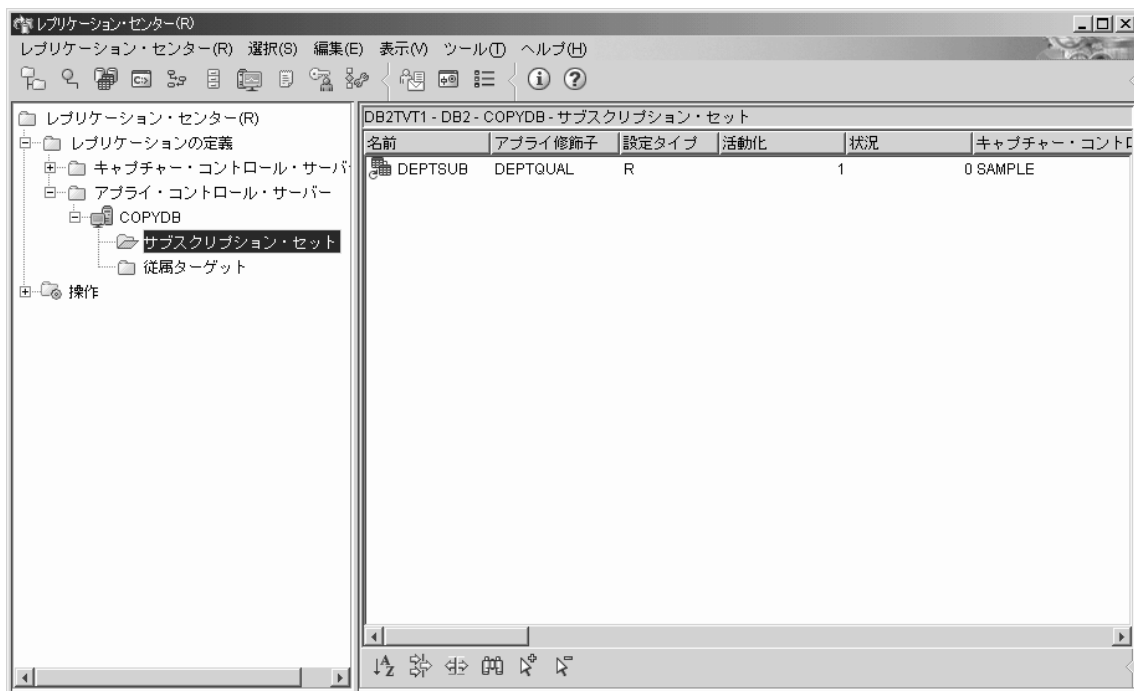 レプリケーション・センター(R)
レプリケーション・センター(R) 選択(S) 編集(E) 表示(V) ツール(T) ヘルプ(H)
レプリケーション・センター(R)
レプリケーションの定義
キャプチャー・コントロール・サーバ
アプライ・コントロール・サーバー
COPYDB
サブスクリプション・セット
従属ターゲット
操作
DB2TVT1 - DB2 - COPYDB - サブスクリプション・セット
名前 アプライ修飾子 設定タイプ 活動化 状況 キャプチャー・コントロ
DEPTSUB DEPTQUAL R 1 0 SAMPLE